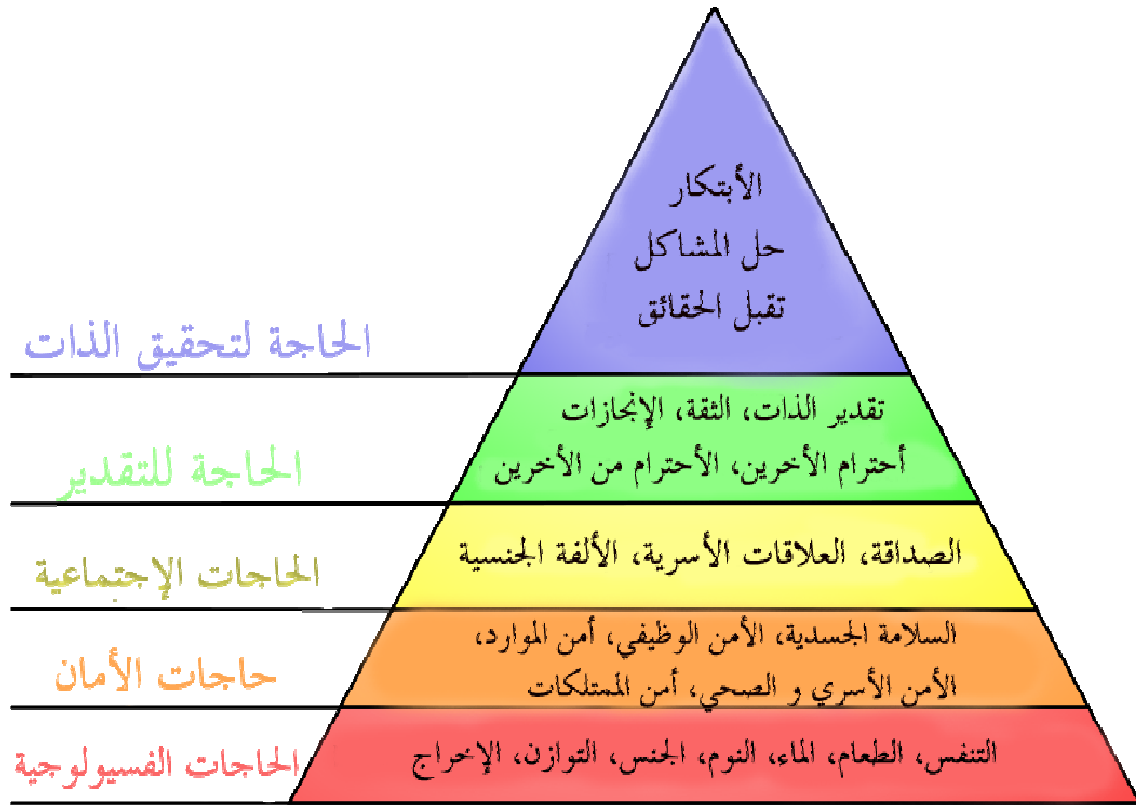 الأبتكار
حل المشاكل
تقبل الحقائق
الحاجة لتحقيق الذات
تقدير الذات، الثقة، الإنجازات
أحترام الأخرين، الأحترام من الأخرين
الحاجة للتقدير
الصداقة، العلاقات الأسرية، الألفة الجنسية
الحاجات الإجتماعية
السلامة الجسدية، الأمن الوظيفي، أمن الموارد،
الأمن الأسري و الصحي، أمن الممتلكات
حاجات الأمان
التنفس، الطعام، الماء، النوم، الجنس، التوازن، الإخراج
الحاجات الفسيولوجية